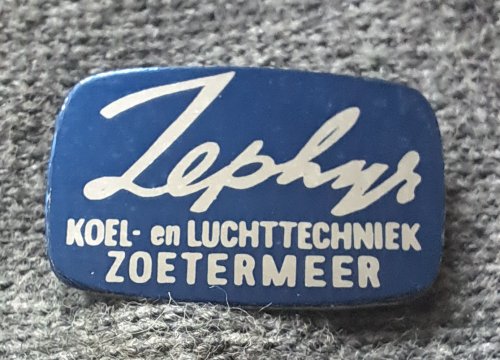 Zephyr
KOEL- en LUCHTTECHNIEK
ZOETERMEER